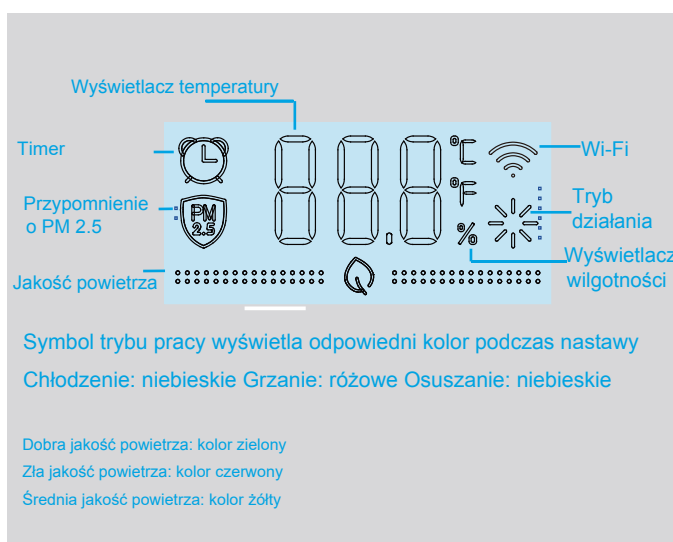 Wyświetlacz temperatury
Timer
°C
Wi-Fi
Przypomnienie
o PM 2.5
PM
2.5
888
°F
Tryb
działania
%
Wyświetlacz
wilgotności
Jakość powietrza
Symbol trybu pracy wyświetla odpowiedni kolor podczas nastawy
Chłodzenie: niebieskie Grzanie: różowe Osuszanie: niebieskie
Dobra jakość powietrza: kolor zielony
Zła jakość powietrza: kolor czerwony
Średnia jakość powietrza: kolor żółty